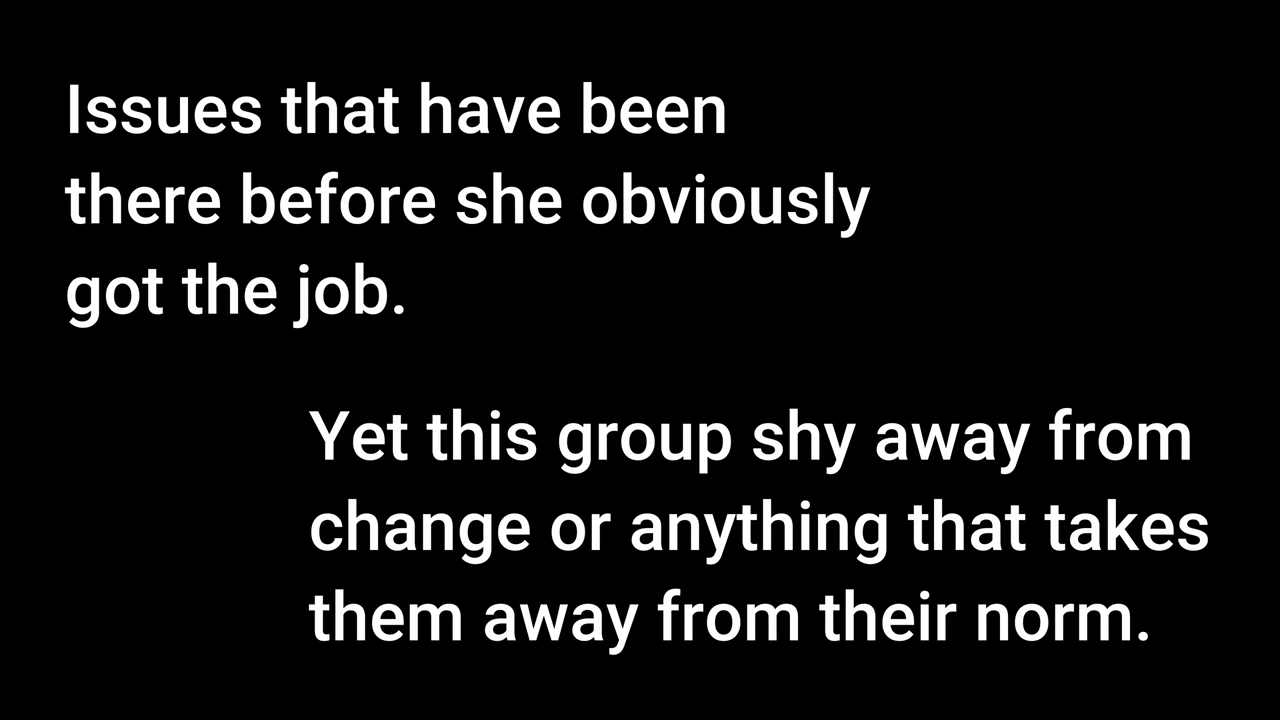 Issues that have been
there before she obviously
got the job.
Yet this group shy away from
change or anything that takes
them away from their norm.